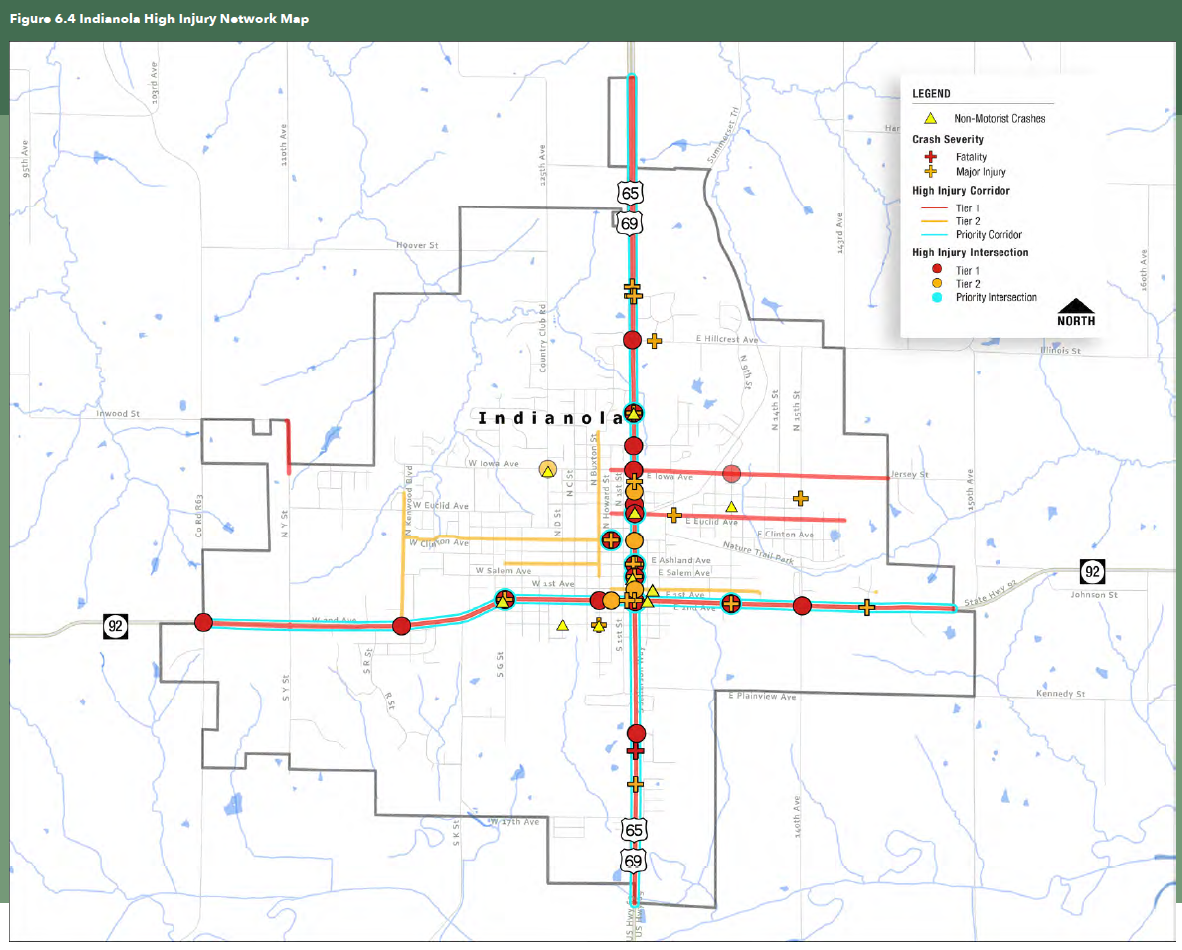 Figure 6.4 Indianola High Injury Network Map
LEGEND
Non-Motorist Crashes
Crash Severity
Fatality
Major Injury
High Injury Corridor
Tier 1
Tier 2
Priority Corridor
High Injury Intersection
Tier 1
Tier 2
Priority Intersection
NORTH
103rd Ave
95th Ave
110th Ave
125th Ave
Summerset Trl
143rd Ave
160th Ave
65
69
Hoover St
Country Club Rd
E Hillcrest Ave
Illinois St
N 9th St
N 14th St
N 15th St
Inwood St
Indianola
W Iowa Ave
N Buxton St
E Iowa Ave
Jersey St
150th Ave
N Kenwood Blvd
N C St
N Howard St
N 1st St
Co Rd R63
N Y St
W Euclid Ave
N D St
E Euclid Ave
E Clinton Ave
Nature Trail Park
E Ashland Ave
W Salem Ave
E Salem Ave
W 1st Ave
E 1st Ave
E 2nd Ave
State Hwy 92
92
Johnson St
92
W 2nd Ave
S 1st St
S R St
S G St
S Y St
E Plainview Ave
Kennedy St
140th Ave
S K St
W 17th Ave
65
69